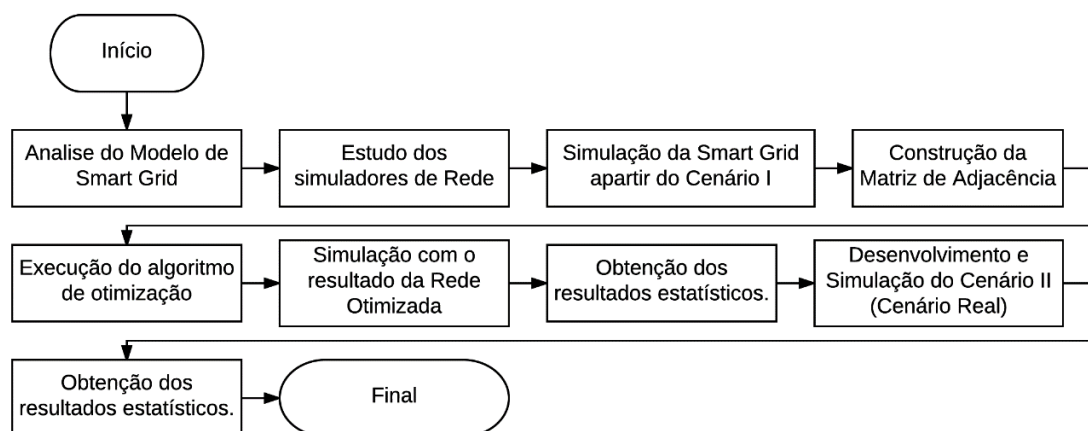 Início
Analise do Modelo de
Smart Grid
Estudo dos
simuladores de Rede
Simulação da Smart Grid
apartir do Cenário I
Construção da
Matriz de Adjacência
Execução do algoritmo
de otimização
Simulação com o
resultado da Rede
Otimizada
Obtenção dos
resultados estatísticos.
Desenvolvimento e
Simulação do Cenário II
(Cenário Real)
Obtenção dos
resultados estatísticos.
Final